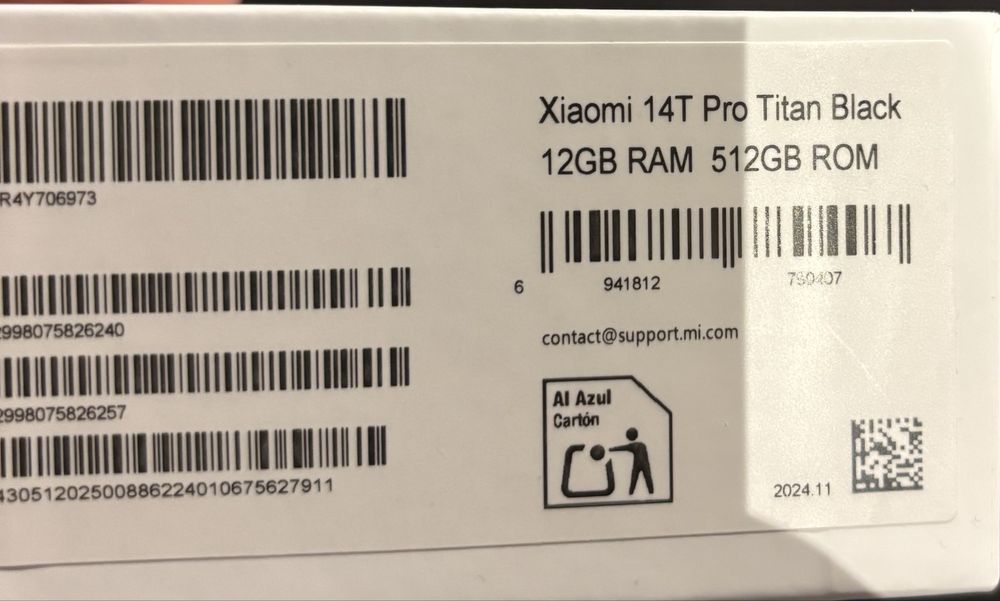 Xiaomi 14T Pro Titan Black
12GB RAM 512GB ROM
R4Y706973
6 941812
2998075826240
contact@support.mi.com
2998075826257
Al Azul
Cartón
43051202500886224010675627911
2024.11